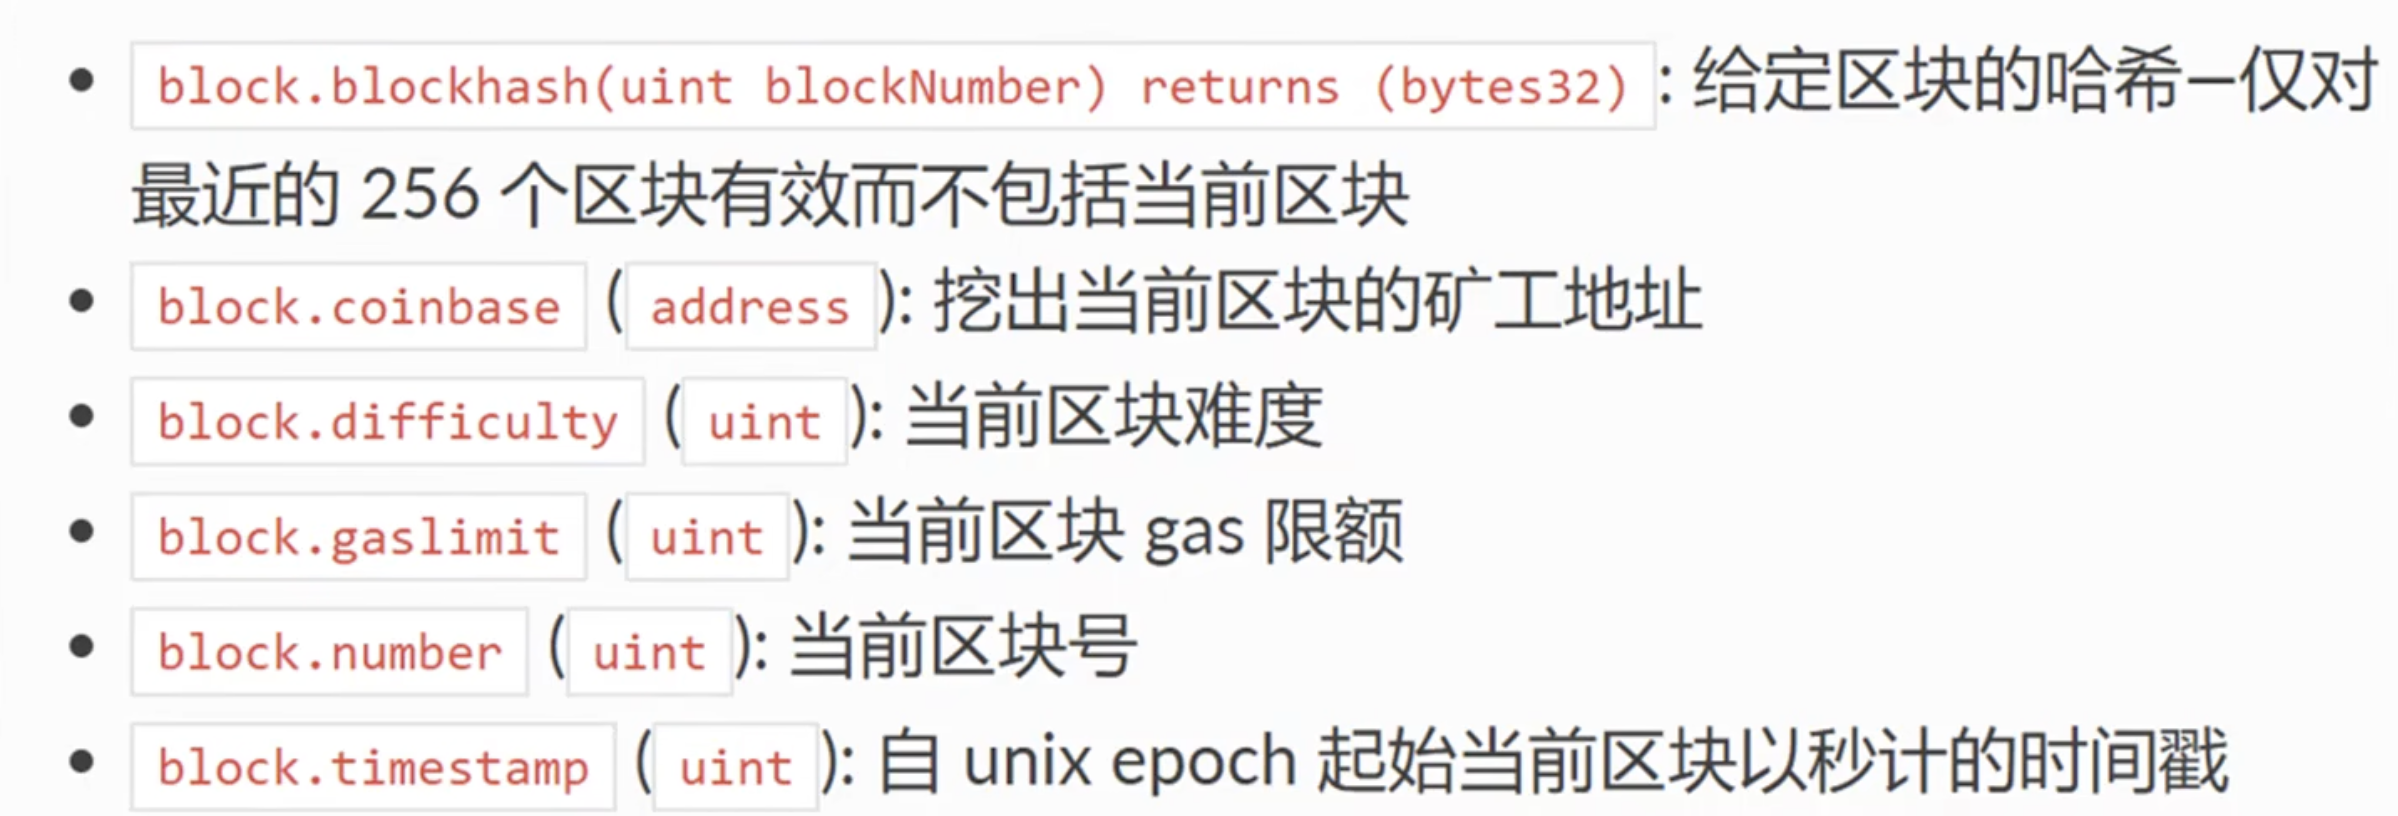 • block.blockhash(uint blockNumber) returns (bytes32) : 给定区块的哈希—仅对
最近的 256 个区块有效而不包括当前区块
• block.coinbase ( address ): 挖出当前区块的矿工地址
• block.difficulty ( uint ): 当前区块难度
• block.gaslimit ( uint ): 当前区块 gas 限额
• block.number ( uint ): 当前区块号
• block.timestamp ( uint ): 自 unix epoch 起始当前区块以秒计的时间戳